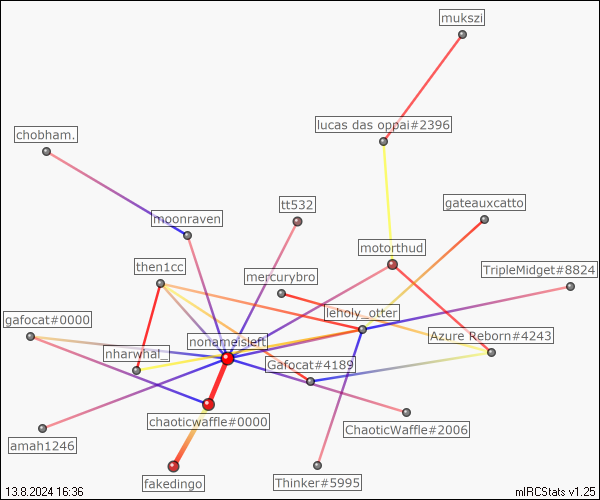 mukszi
lucas das oppai#2396
chobham.
tt532
gateauxcatto
moonraven
motorthud
then1cc
mercurybro
TripleMidget#8824
leholy_otter
gafocat#0000
nonameisleft
Azure Reborn#4243
nharwhal_
Gafocat#4189
chaoticwaffle#0000
ChaoticWaffle#2006
amah1246
fakedingo
Thinker#5995
13.8.2024 16:36
mIRCStats v1.25